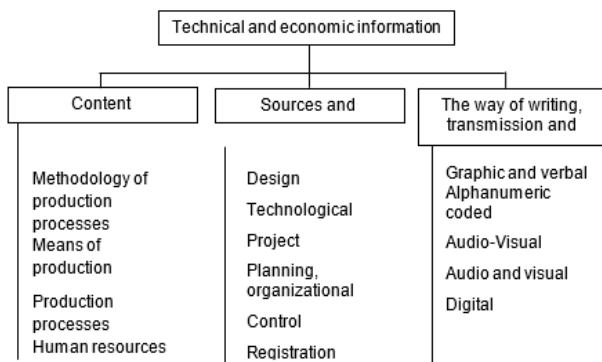 Technical and economic information
Content
Sources and
The way of writing,
transmission and
Methodology of
production
processes
Means of
production
Production
processes
Human resources
Design
Technological
Project
Planning,
organizational
Control
Registration
Graphic and verbal
Alphanumeric
coded
Audio-Visual
Audio and visual
Digital